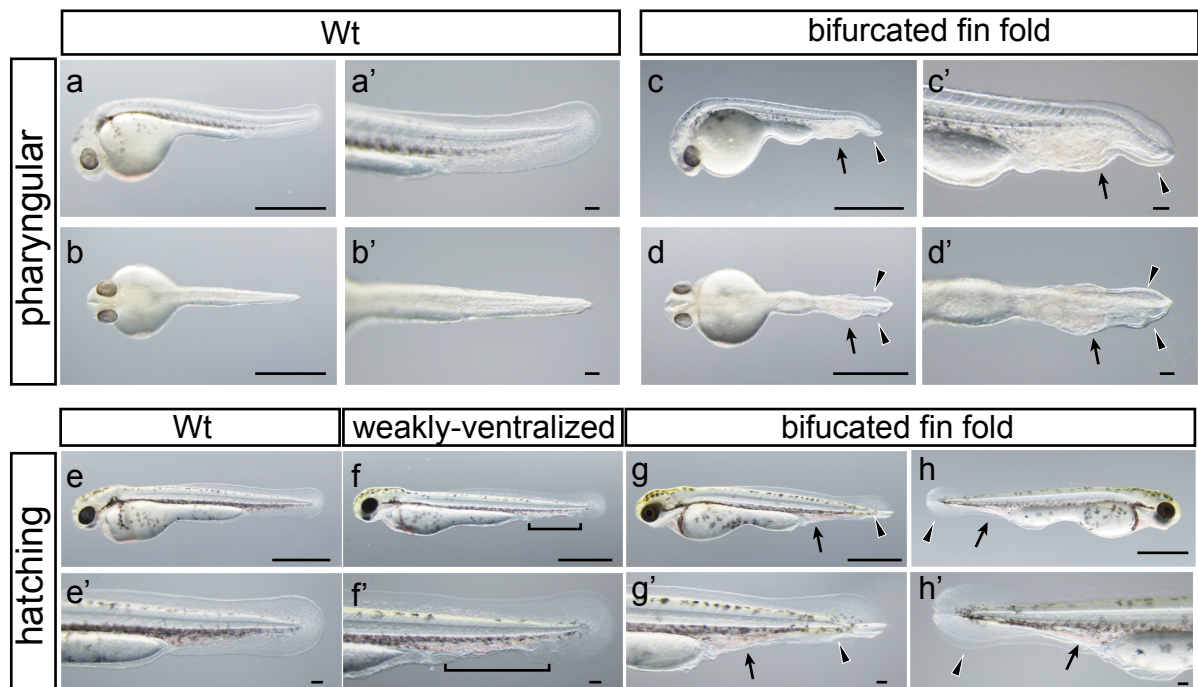 Wt
bifurcated fin fold
pharyngular
a
a’
c
c’
b
b’
d
d’
Wt
weakly-ventralized
bifucated fin fold
hatching
e
f
g
h
e’
f’
g’
h’